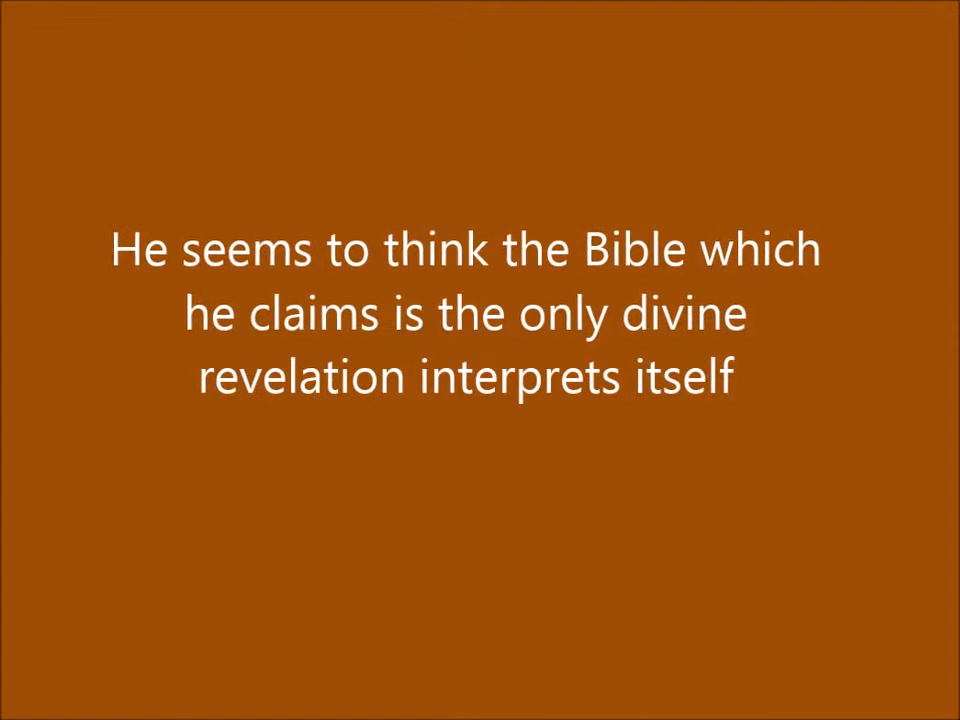 He seems to think the Bible which
he claims is the only divine
revelation interprets itself